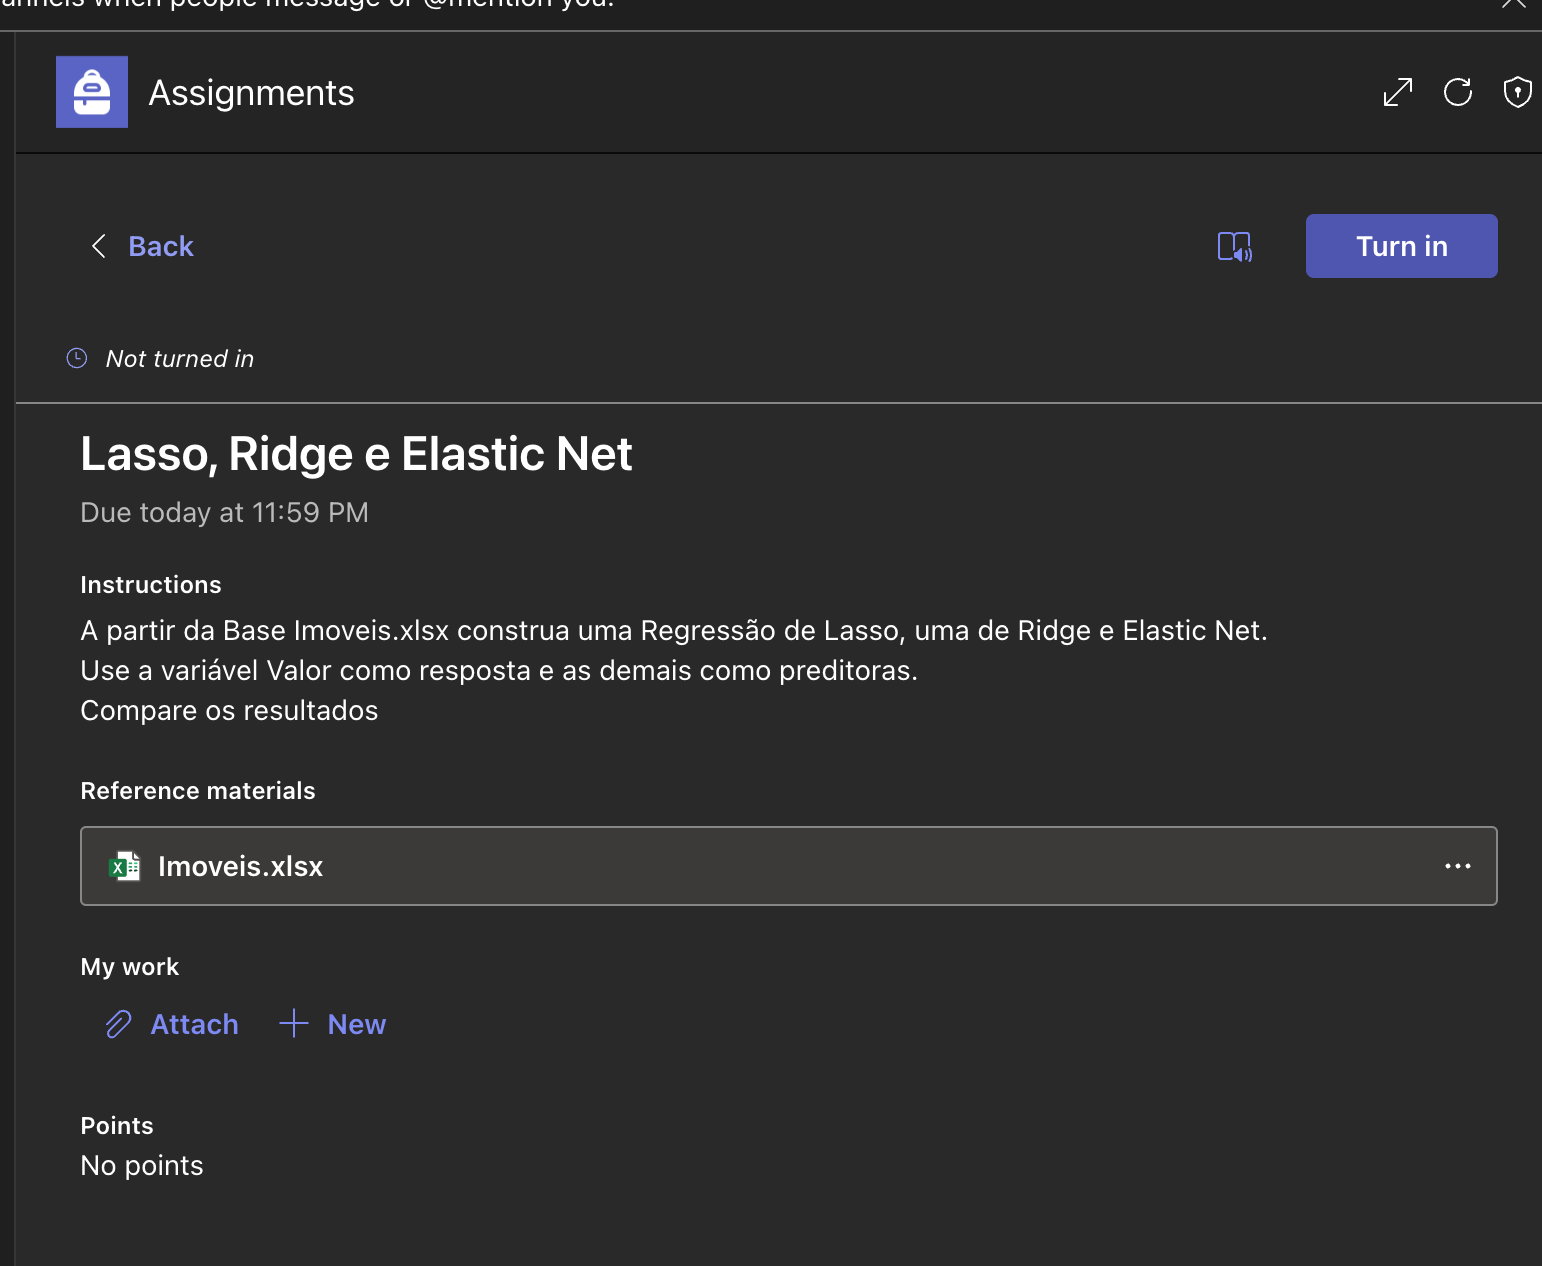 annels when people message or @mention you.
Assignments
Back
Turn in
Not turned in
Lasso, Ridge e Elastic Net
Due today at 11:59 PM
Instructions
A partir da Base Imoveis.xlsx construa uma Regressão de Lasso, uma de Ridge e Elastic Net.
Use a variável Valor como resposta e as demais como preditoras.
Compare os resultados
Reference materials
Imoveis.xlsx
My work
Attach
New
Points
No points